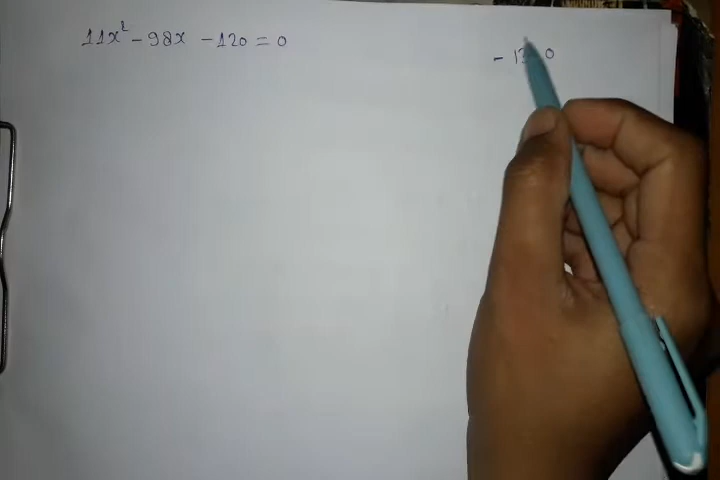 11x² - 98x - 120 = 0